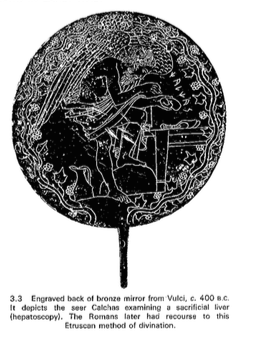 3.3 Engraved back of bronze mirror from Vulci, c. 400 B.C.
It depicts the seer Calchas examining a sacrificial liver
(hepatoscopy). The Romans later had recourse to this
Etruscan method of divination.